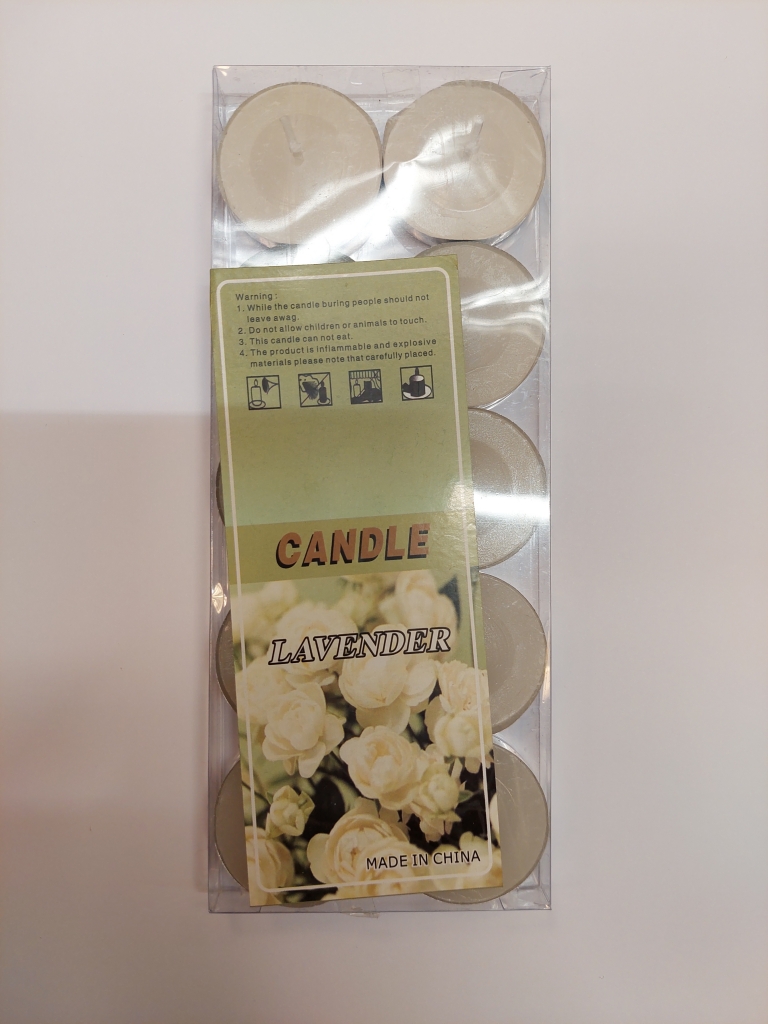 Warning:
1. While the candle buring people should not
leave awag.
2. Do not allow children or animals to touch.
3. This candle can not eat.
4. The product is inflammable and explosive
materials please note that carefully placed.
CANDLE
LAVENDER
MADE IN CHINA